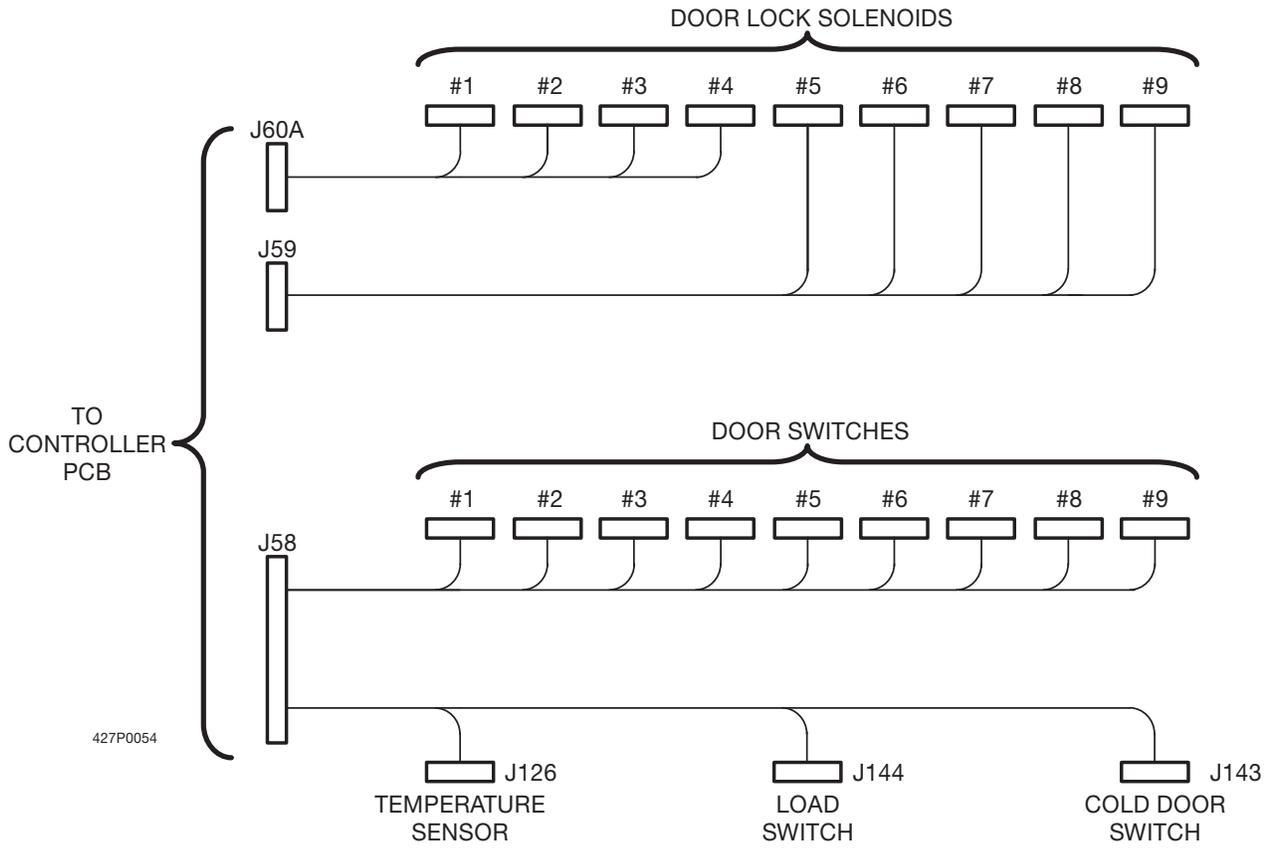 DOOR LOCK SOLENOIDS
#1 #2 #3 #4 #5 #6 #7 #8 #9
J60A
J59
TO
CONTROLLER
PCB
DOOR SWITCHES
#1 #2 #3 #4 #5 #6 #7 #8 #9
J58
427P0054
J126
TEMPERATURE
SENSOR
J144
LOAD
SWITCH
J143
COLD DOOR
SWITCH